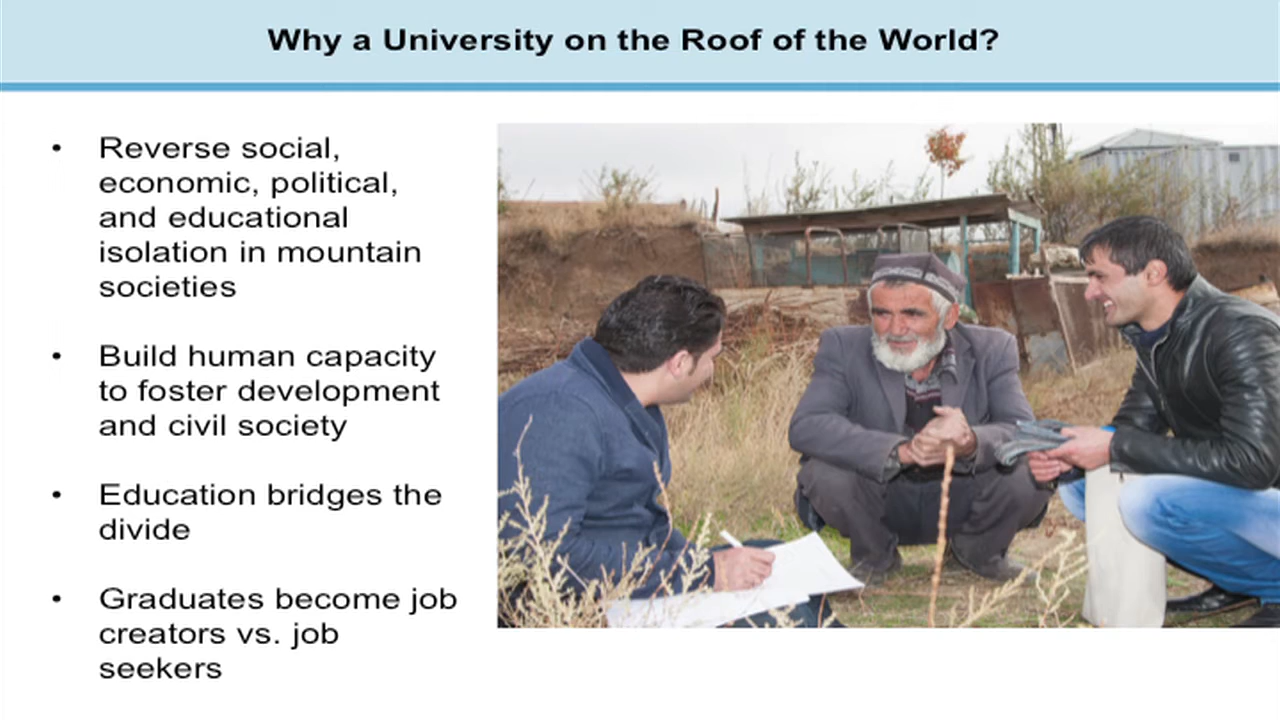 Why a University on the Roof of the World?
• Reverse social,
economic, political,
and educational
isolation in mountain
societies
• Build human capacity
to foster development
and civil society
• Education bridges the
divide
• Graduates become job
creators vs. job
seekers